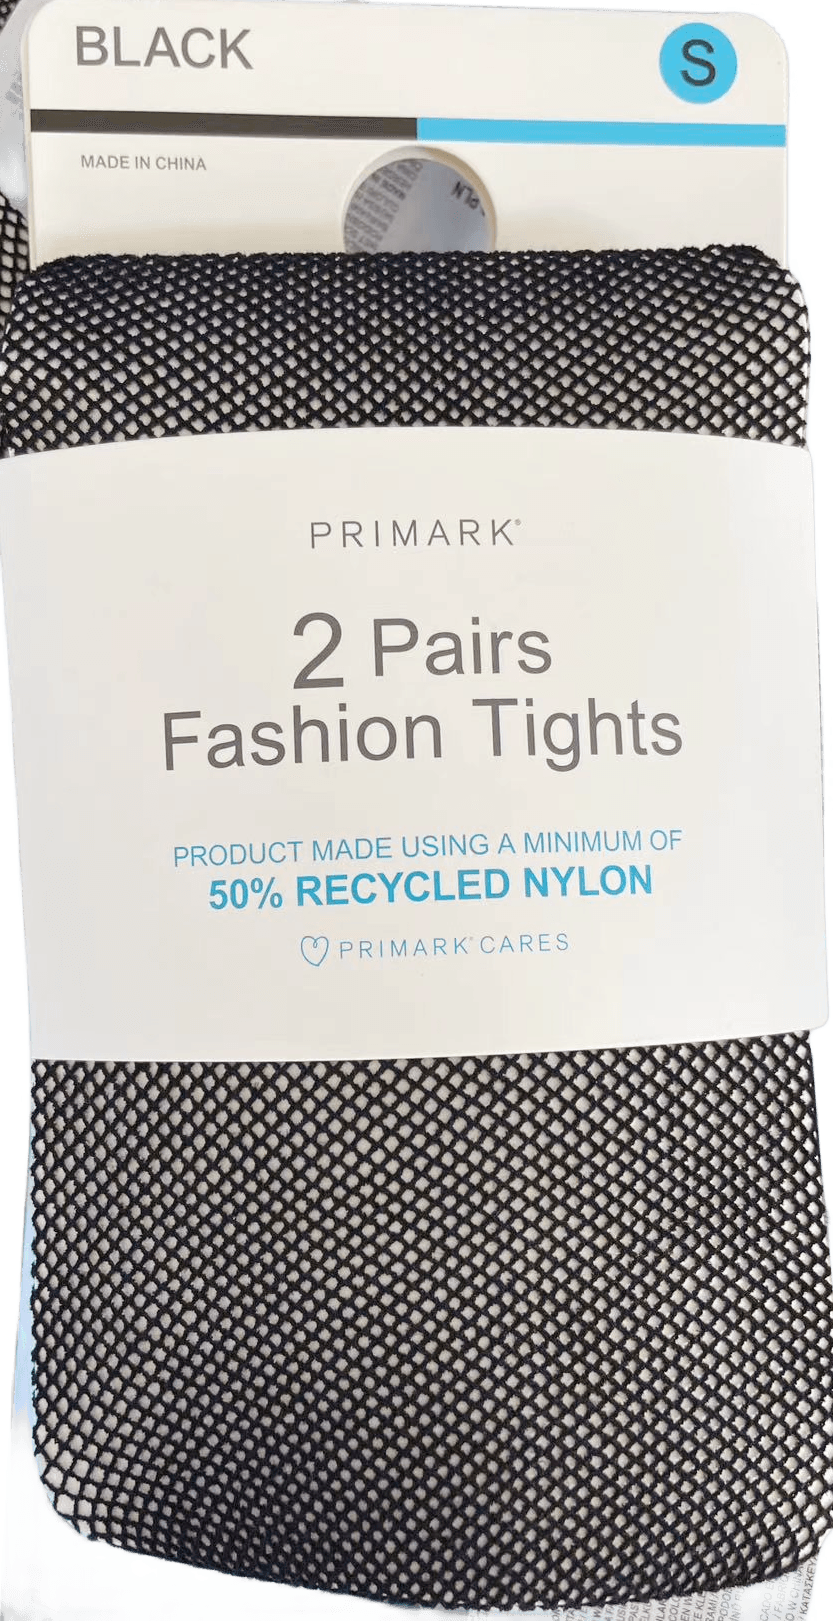 BLACK
S
MADE IN CHINA
PLN
PRIMARK®
2 Pairs
Fashion Tights
PRODUCT MADE USING A MINIMUM OF
50% RECYCLED NYLON
PRIMARK® CARES